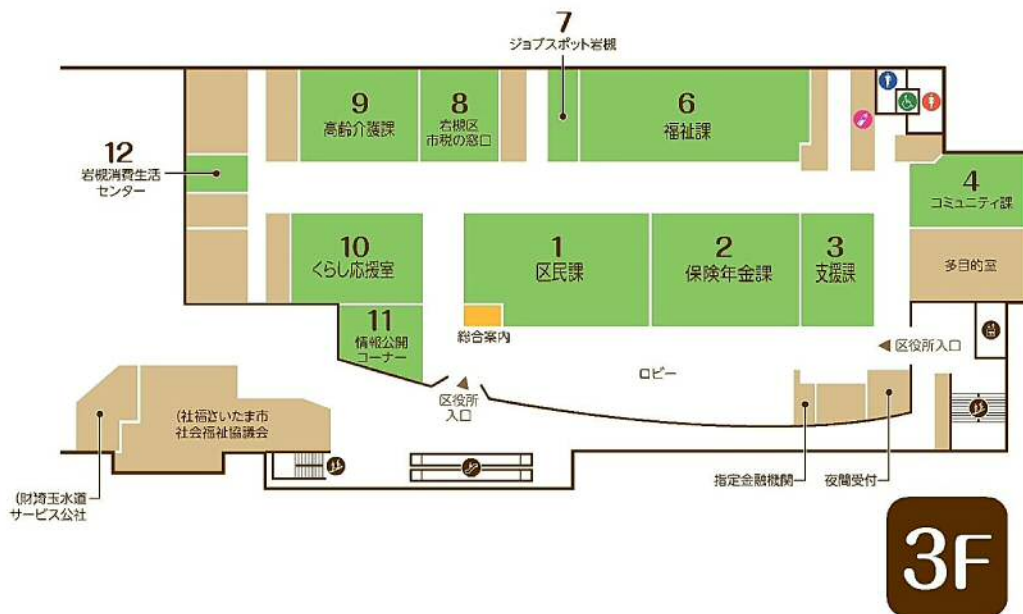 7
ジョブスポット岩槻
9
高齢介護課
8
岩槻区
市税の窓口
6
福祉課
12
岩槻消費生活
センター
4
コミュニティ課
10
くらし応援室
1
区民課
2
保険年金課
3
支援課
多目的室
11
情報公開
コーナー
総合案内
区役所入口
ロビー
区役所
入口
(社福さいたま市
社会福祉協議会
指定金融機関
夜間受付
(財埼玉水道
サービス公社
3F